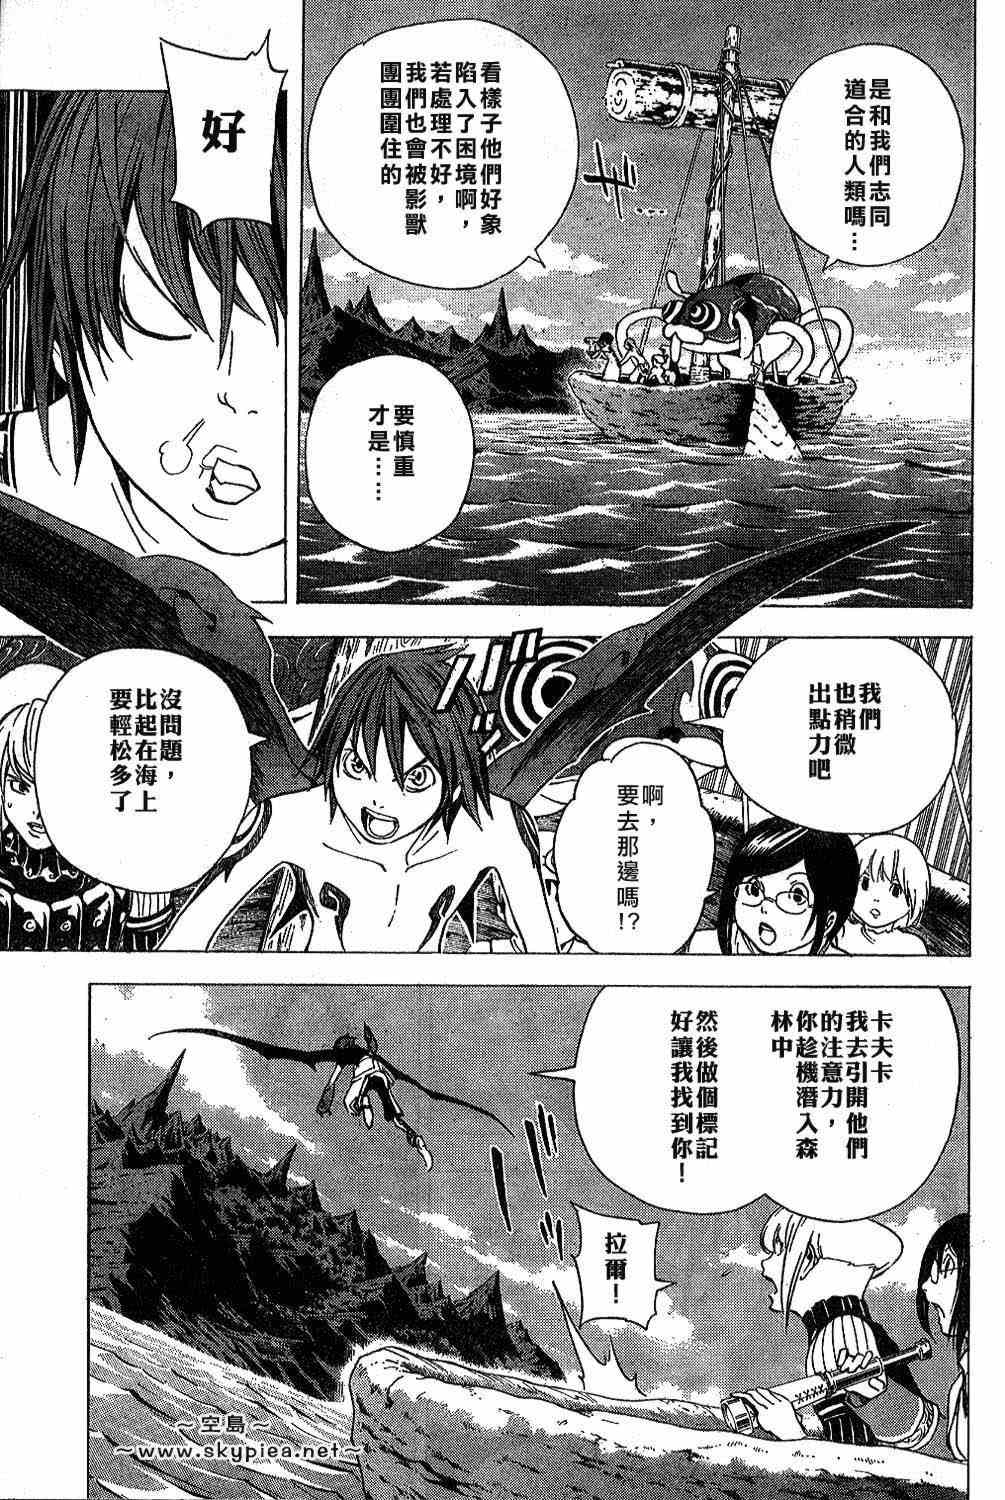 是和我們志同
道合的人類嗎…
看樣子他們好象
陷入了困境啊，
若處理不好，
我們也會被影獸
團團圍住的
要慎重
才是……
好
我們
也稍微
出點力吧
啊，
要去那邊嗎!?
沒問題，
比起在海上
要輕松多了
卡夫卡
我去引開他們
的注意力，
你趁機潛入森
林中
然後做個標記
好讓我找到你！
拉爾！
～空島～
～www.skypiea.net～